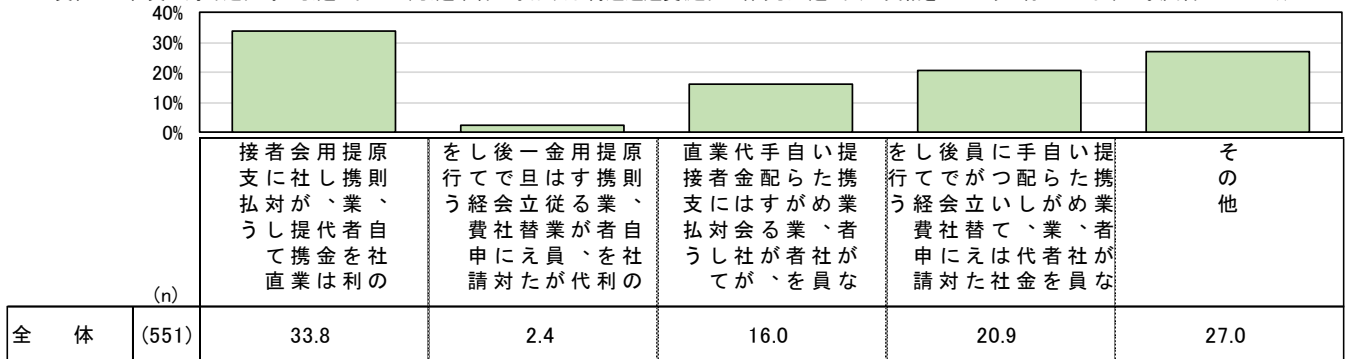 40%
30%
20%
10%
0%
原則、自社の
提携業者を利
用し、代金は
会社が提携業
者に対して直
接支払う
原則、自社の
提携業者を利
用するが、代
金は従業員が
一旦立替えた
後で会社に対
して経費申請
を行う
提携業者がな
いため、社員
自らが業者を
手配するが、
代金は会社が
業者に対して
直接支払う
提携業者がな
いため、社員
自らが業者を
手配し、代金
については社
員が立替えた
後で会社に対
して経費申請
を行う
その他
(n)
全 体 (551) 33.8 2.4 16.0 20.9 27.0